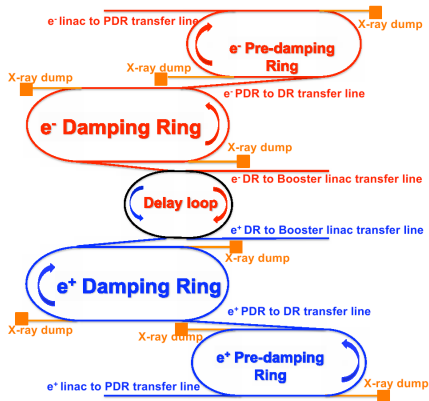 e- linac to PDR transfer line
X-ray dump
e- Pre-damping
Ring
X-ray dump
X-ray dump
e- PDR to DR transfer line
e- Damping Ring
X-ray dump
e- DR to Booster linac transfer line
Delay loop
e+ DR to Booster linac transfer line
X-ray dump
e+ Damping Ring
e+ PDR to DR transfer line
X-ray dump
X-ray dump
e+ Pre-damping
Ring
e+ linac to PDR transfer line
X-ray dump